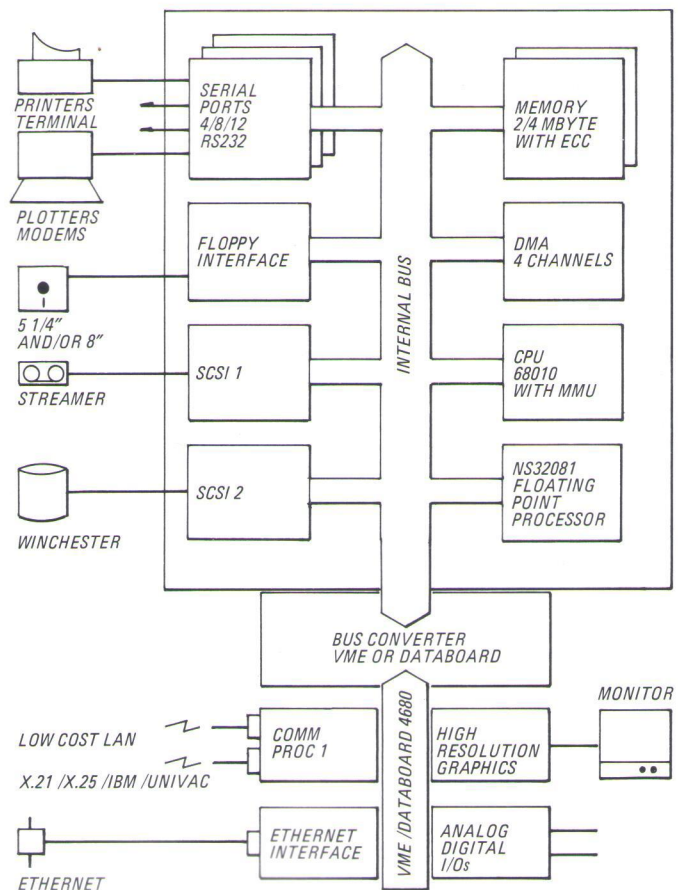 PRINTERS
TERMINAL
PLOTTERS
MODEMS
5 1/4"
AND/OR 8"
STREAMER
WINCHESTER
SERIAL
PORTS
4/8/12
RS232
FLOPPY
INTERFACE
SCSI 1
SCSI 2
INTERNAL BUS
MEMORY
2/4 MBYTE
WITH ECC
DMA
4 CHANNELS
CPU
68010
WITH MMU
NS32081
FLOATING
POINT
PROCESSOR
BUS CONVERTER
VME OR DATABOARD
LOW COST LAN
X.21 /X.25 /IBM /UNIVAC
ETHERNET
COMM
PROC 1
ETHERNET
INTERFACE
VME /DATABOARD 4680
HIGH
RESOLUTION
GRAPHICS
ANALOG
DIGITAL
I/Os
MONITOR